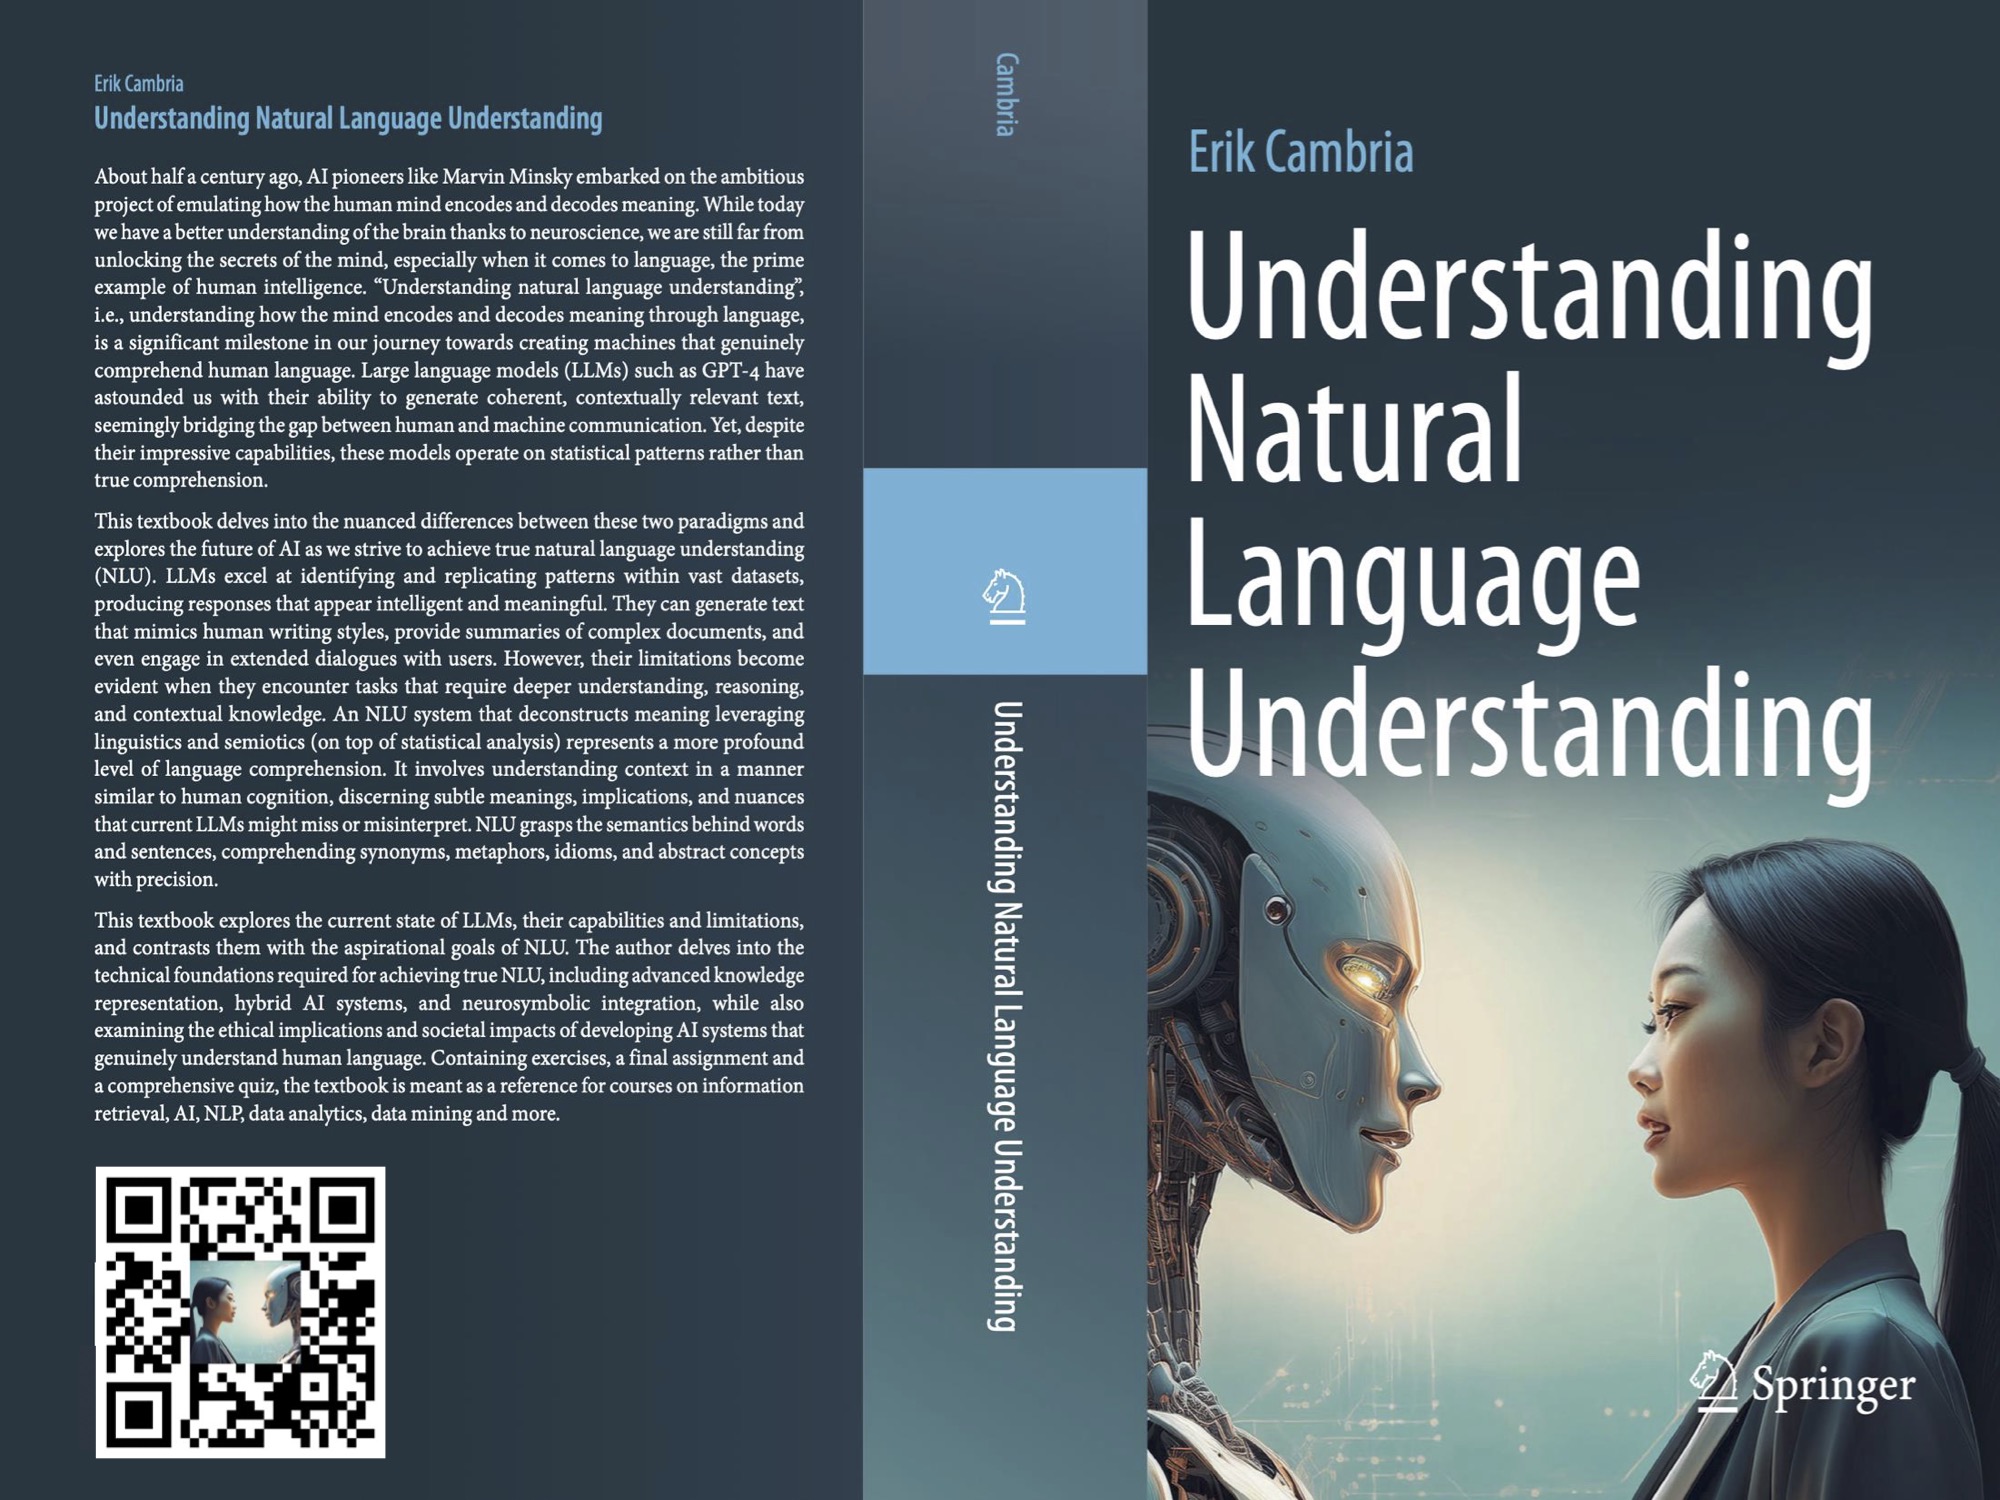 Erik Cambria
Understanding Natural Language Understanding
About half a century ago, AI pioneers like Marvin Minsky embarked on the ambitious
project of emulating how the human mind encodes and decodes meaning. While today
we have a better understanding of the brain thanks to neuroscience, we are still far from
unlocking the secrets of the mind, especially when it comes to language, the prime
example of human intelligence. “Understanding natural language understanding”,
i.e., understanding how the mind encodes and decodes meaning through language,
is a significant milestone in our journey towards creating machines that genuinely
comprehend human language. Large language models (LLMs) such as GPT-4 have
astounded us with their ability to generate coherent, contextually relevant text,
seemingly bridging the gap between human and machine communication. Yet, despite
their impressive capabilities, these models operate on statistical patterns rather than
true comprehension.
This textbook delves into the nuanced differences between these two paradigms and
explores the future of AI as we strive to achieve true natural language understanding
(NLU). LLMs excel at identifying and replicating patterns within vast datasets,
producing responses that appear intelligent and meaningful. They can generate text
that mimics human writing styles, provide summaries of complex documents, and
even engage in extended dialogues with users. However, their limitations become
evident when they encounter tasks that require deeper understanding, reasoning,
and contextual knowledge. An NLU system that deconstructs meaning leveraging
linguistics and semiotics (on top of statistical analysis) represents a more profound
level of language comprehension. It involves understanding context in a manner
similar to human cognition, discerning subtle meanings, implications, and nuances
that current LLMs might miss or misinterpret. NLU grasps the semantics behind words
and sentences, comprehending synonyms, metaphors, idioms, and abstract concepts
with precision.
This textbook explores the current state of LLMs, their capabilities and limitations,
and contrasts them with the aspirational goals of NLU. The author delves into the
technical foundations required for achieving true NLU, including advanced knowledge
representation, hybrid AI systems, and neurosymbolic integration, while also
examining the ethical implications and societal impacts of developing AI systems that
genuinely understand human language. Containing exercises, a final assignment and
a comprehensive quiz, the textbook is meant as a reference for courses on information
retrieval, AI, NLP, data analytics, data mining and more.
Cambria
Understanding Natural Language Understanding
Erik Cambria
Understanding
Natural
Language
Understanding
Springer